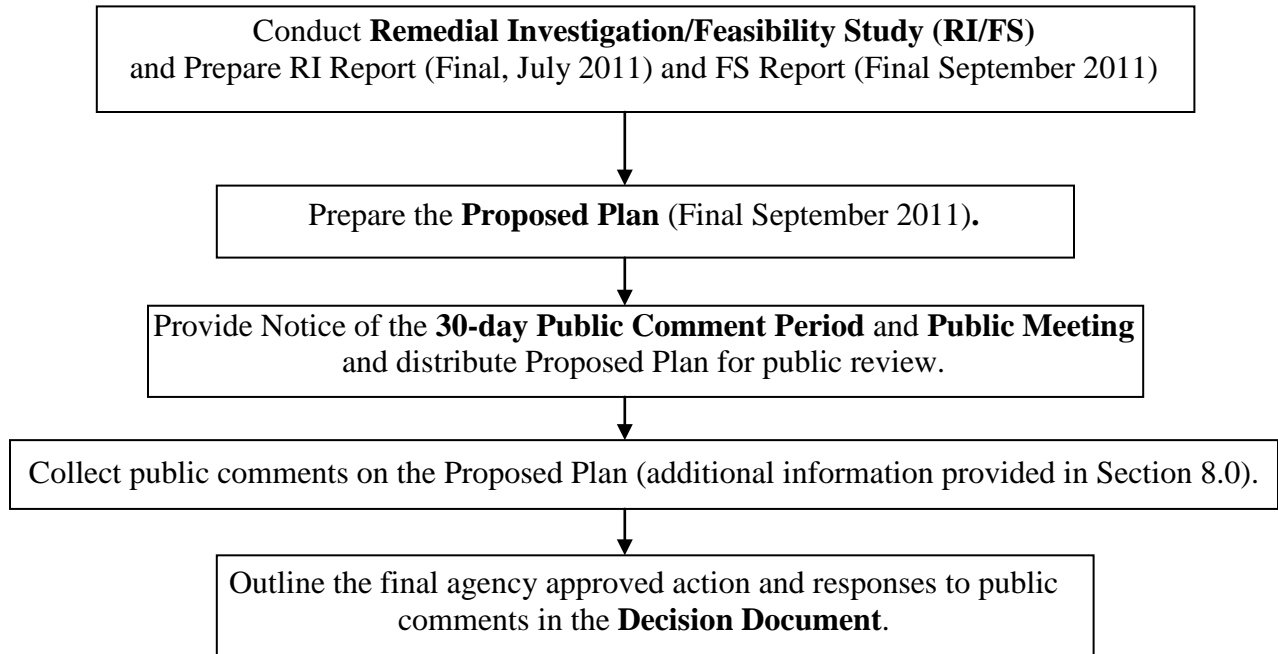 Conduct Remedial Investigation/Feasibility Study (RI/FS)
and Prepare RI Report (Final, July 2011) and FS Report (Final September 2011)
Prepare the Proposed Plan (Final September 2011).
Provide Notice of the 30-day Public Comment Period and Public Meeting
and distribute Proposed Plan for public review.
Collect public comments on the Proposed Plan (additional information provided in Section 8.0).
Outline the final agency approved action and responses to public
comments in the Decision Document.